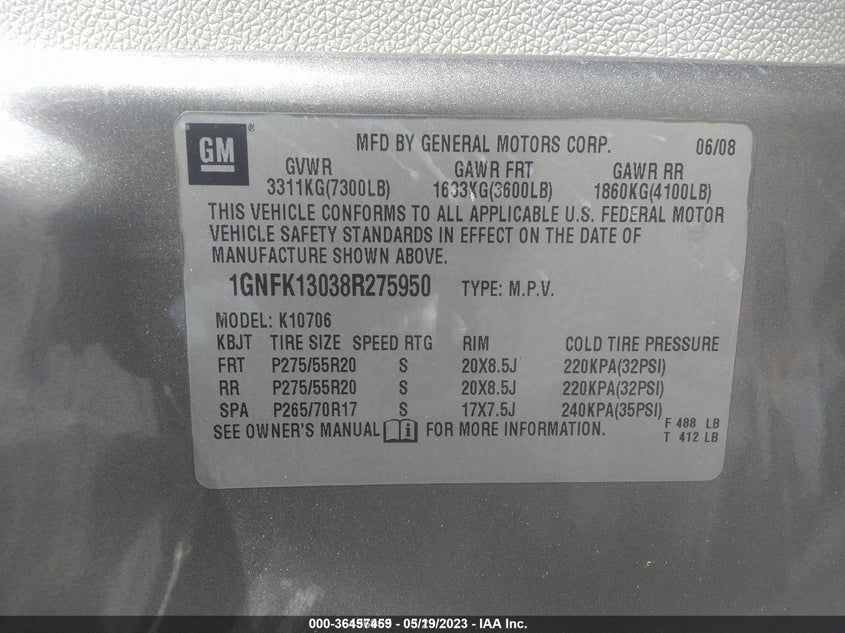 GM ®
MFD BY GENERAL MOTORS CORP. 06/08
GVWR GAWR FRT GAWR RR
3311KG(7300LB) 1633KG(3600LB) 1860KG(4100LB)
THIS VEHICLE CONFORMS TO ALL APPLICABLE U.S. FEDERAL MOTOR
VEHICLE SAFETY STANDARDS IN EFFECT ON THE DATE OF
MANUFACTURE SHOWN ABOVE.
1GNFK13038R275950 TYPE: M.P.V.
MODEL: K10706
KBJT TIRE SIZE SPEED RTG RIM COLD TIRE PRESSURE
FRT P275/55R20 S 20X8.5J 220KPA(32PSI)
RR P275/55R20 S 20X8.5J 220KPA(32PSI)
SPA P265/70R17 S 17X7.5J 240KPA(35PSI)
SEE OWNER'S MANUAL i FOR MORE INFORMATION. F 488 LB
T 412 LB
000-36457459 - 05/19/2023 - IAA Inc.